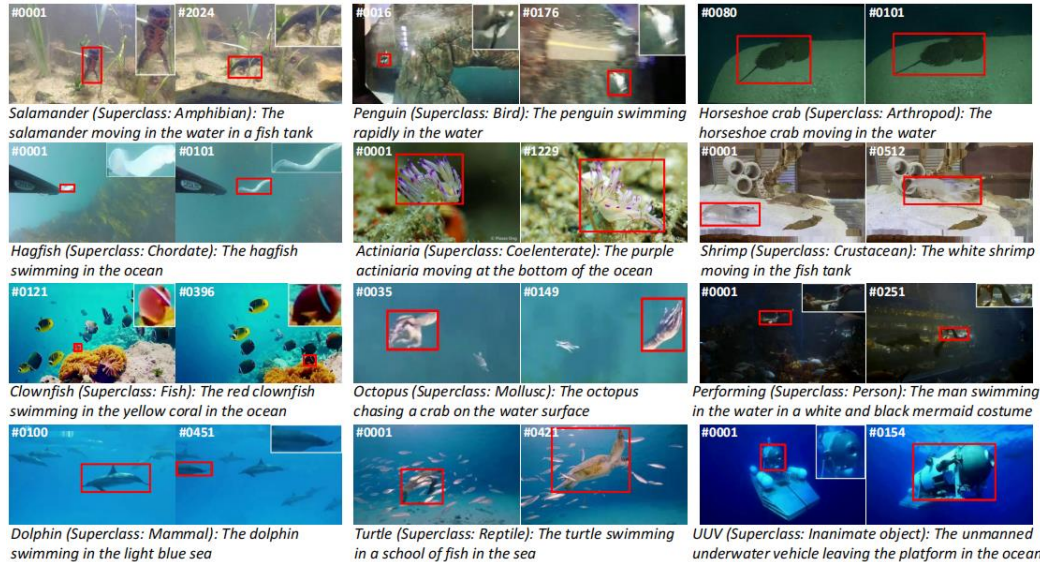 #0001 #2024
Salamander (Superclass: Amphibian): The
salamander moving in the water in a fish tank
#0016 #0176
Penguin (Superclass: Bird): The penguin swimming
rapidly in the water
#0080 #0101
Horseshoe crab (Superclass: Arthropod): The
horseshoe crab moving in the water
#0001 #0101
Hagfish (Superclass: Chordate): The hagfish
swimming in the ocean
#0001 #1229
Actiniaria (Superclass: Coelenterate): The purple
actiniaria moving at the bottom of the ocean
#0001 #0512
Shrimp (Superclass: Crustacean): The white shrimp
moving in the fish tank
#0121 #0396
Clownfish (Superclass: Fish): The red clownfish
swimming in the yellow coral in the ocean
#0035 #0149
Octopus (Superclass: Mollusc): The octopus
chasing a crab on the water surface
#0001 #0251
Performing (Superclass: Person): The man swimming
in the water in a white and black mermaid costume
#0100 #0451
Dolphin (Superclass: Mammal): The dolphin
swimming in the light blue sea
#0001 #0421
Turtle (Superclass: Reptile): The turtle swimming
in a school of fish in the sea
#0001 #0154
UUV (Superclass: Inanimate object): The unmanned
underwater vehicle leaving the platform in the ocean